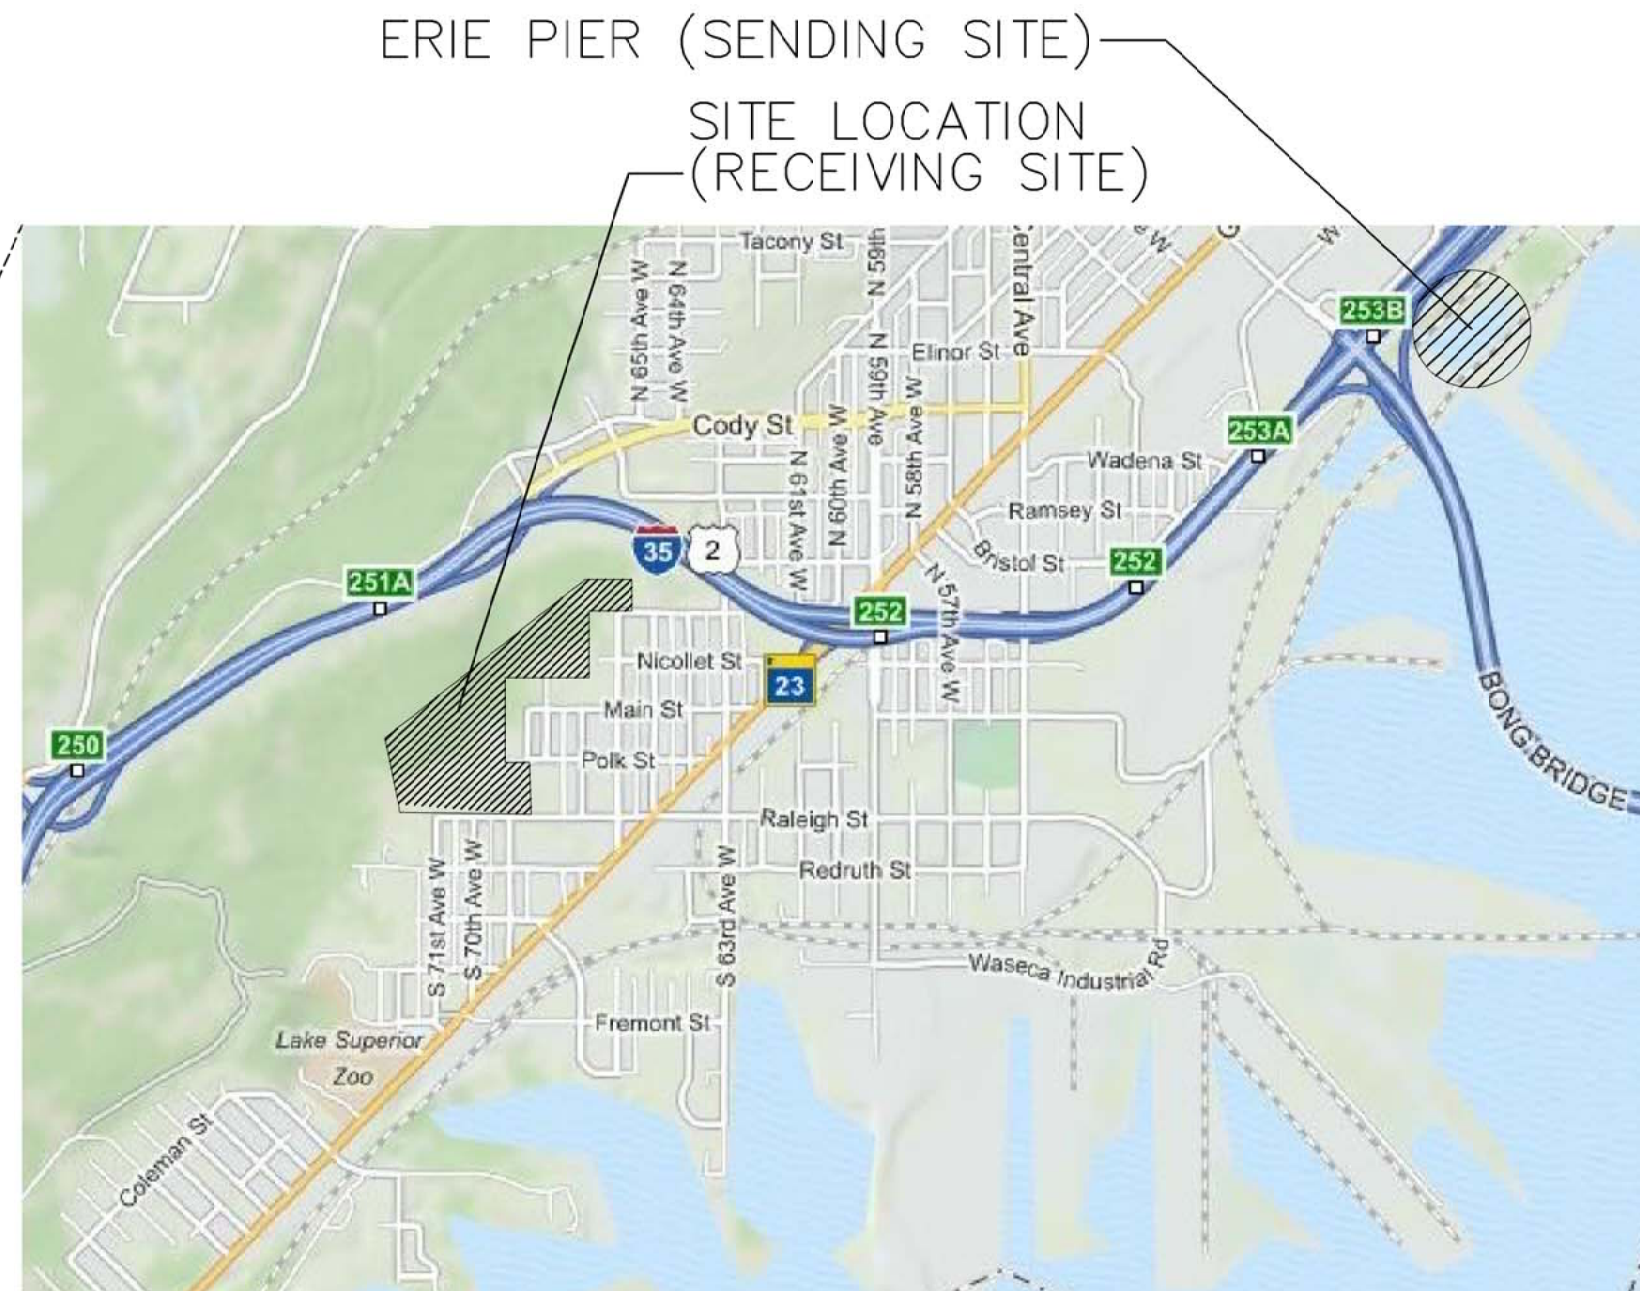 ERIE PIER (SENDING SITE)
SITE LOCATION
(RECEIVING SITE)
Tacony St
N 59th
Central Ave
e W
W
N 65th Ave W
N 64th Ave W
253B
N 59th Ave
Elinor St
Cody St
N 58th Ave W
253A
N 61st Ave W
N 60th Ave W
Wadena St
Ramsey St
35
2
Bristol St
252
251A
N 57th Ave W
252
Nicollet St
23
Main St
250
Polk St
BONG BRIDGE
Raleigh St
Redruth St
S 71st Ave W
S 70th Ave W
S 63rd Ave W
Waseca Industrial Rd
Fremont St
Lake Superior
Zoo
Coleman St